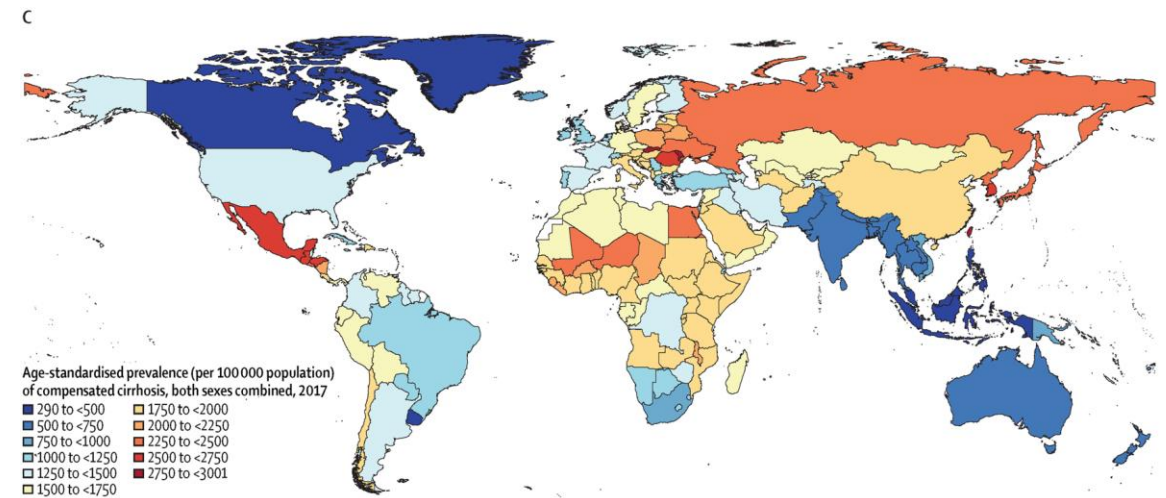 C
Age-standardised prevalence (per 100 000 population)
of compensated cirrhosis, both sexes combined, 2017
290 to <500 1750 to <2000
500 to <750 2000 to <2250
750 to <1000 2250 to <2500
1000 to <1250 2500 to <2750
1250 to <1500 2750 to <3001
1500 to <1750